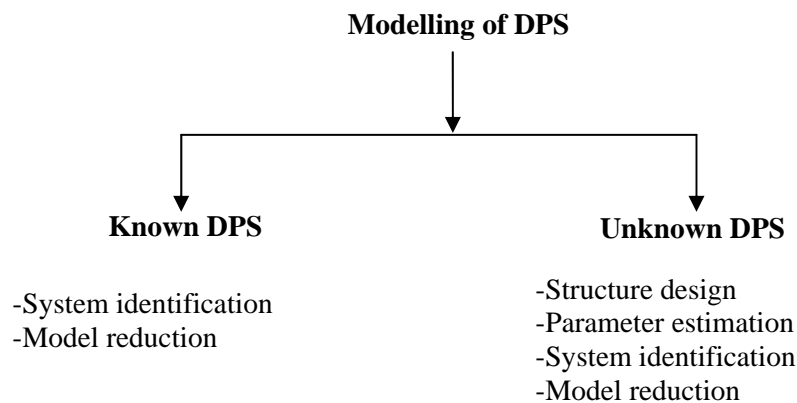 Modelling of DPS
Known DPS
-System identification
-Model reduction
Unknown DPS
-Structure design
-Parameter estimation
-System identification
-Model reduction